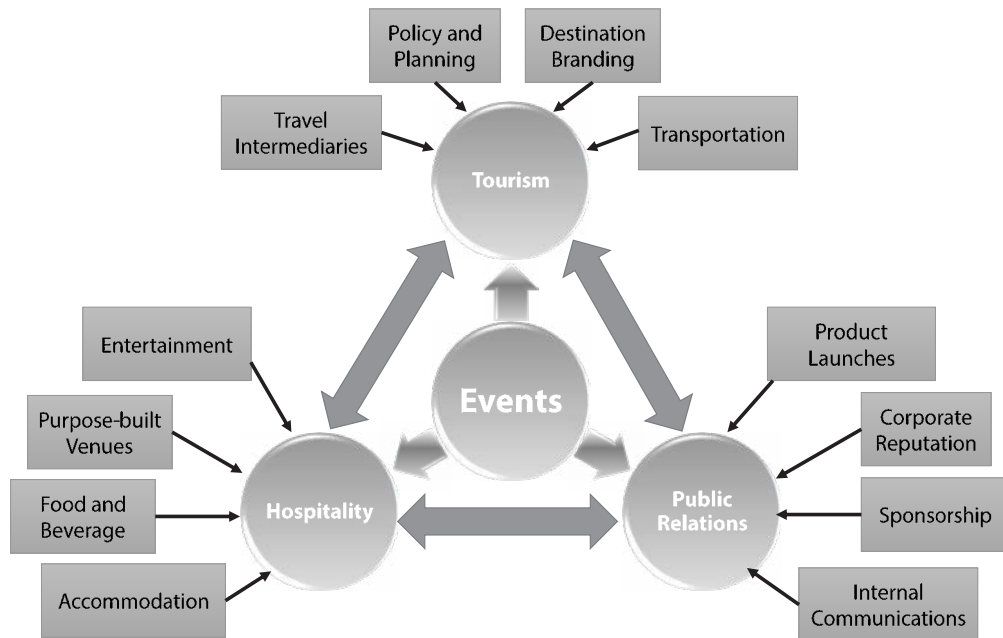 Policy and
Planning
Destination
Branding
Travel
Intermediaries
Transportation
Tourism
Entertainment
Product
Launches
Events
Purpose-built
Venues
Corporate
Reputation
Hospitality
Public
Relations
Food and
Beverage
Sponsorship
Accommodation
Internal
Communications